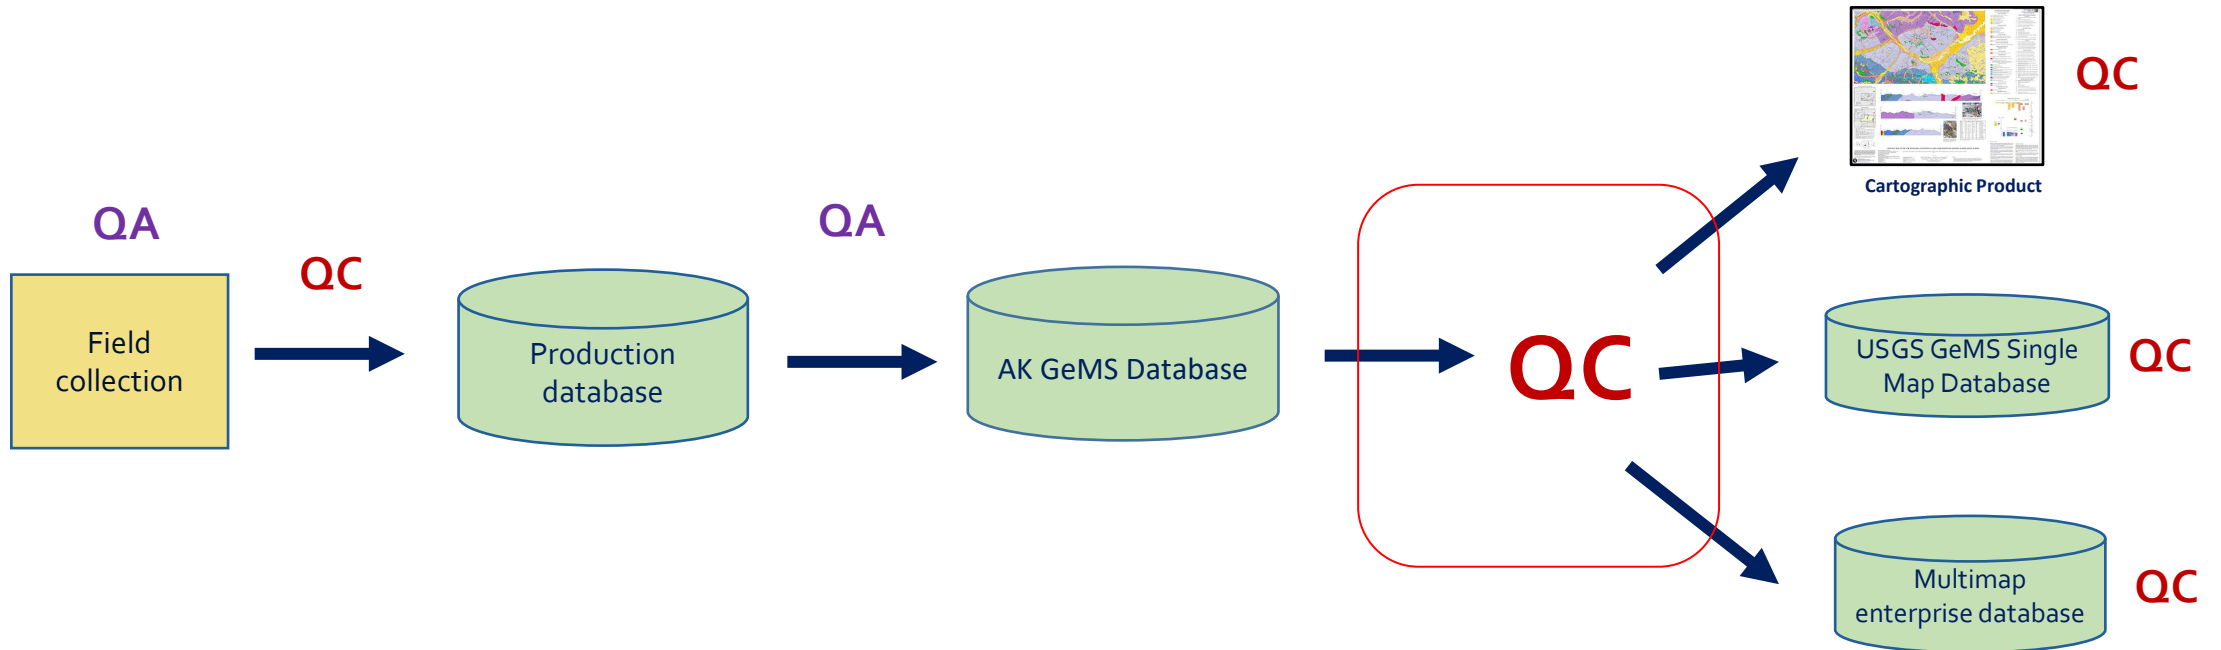 QA
Field
collection
QC
Production
database
QA
AK GeMS Database
QC
Cartographic Product
QC
USGS GeMS Single
Map Database
QC
Multimap
enterprise database
QC